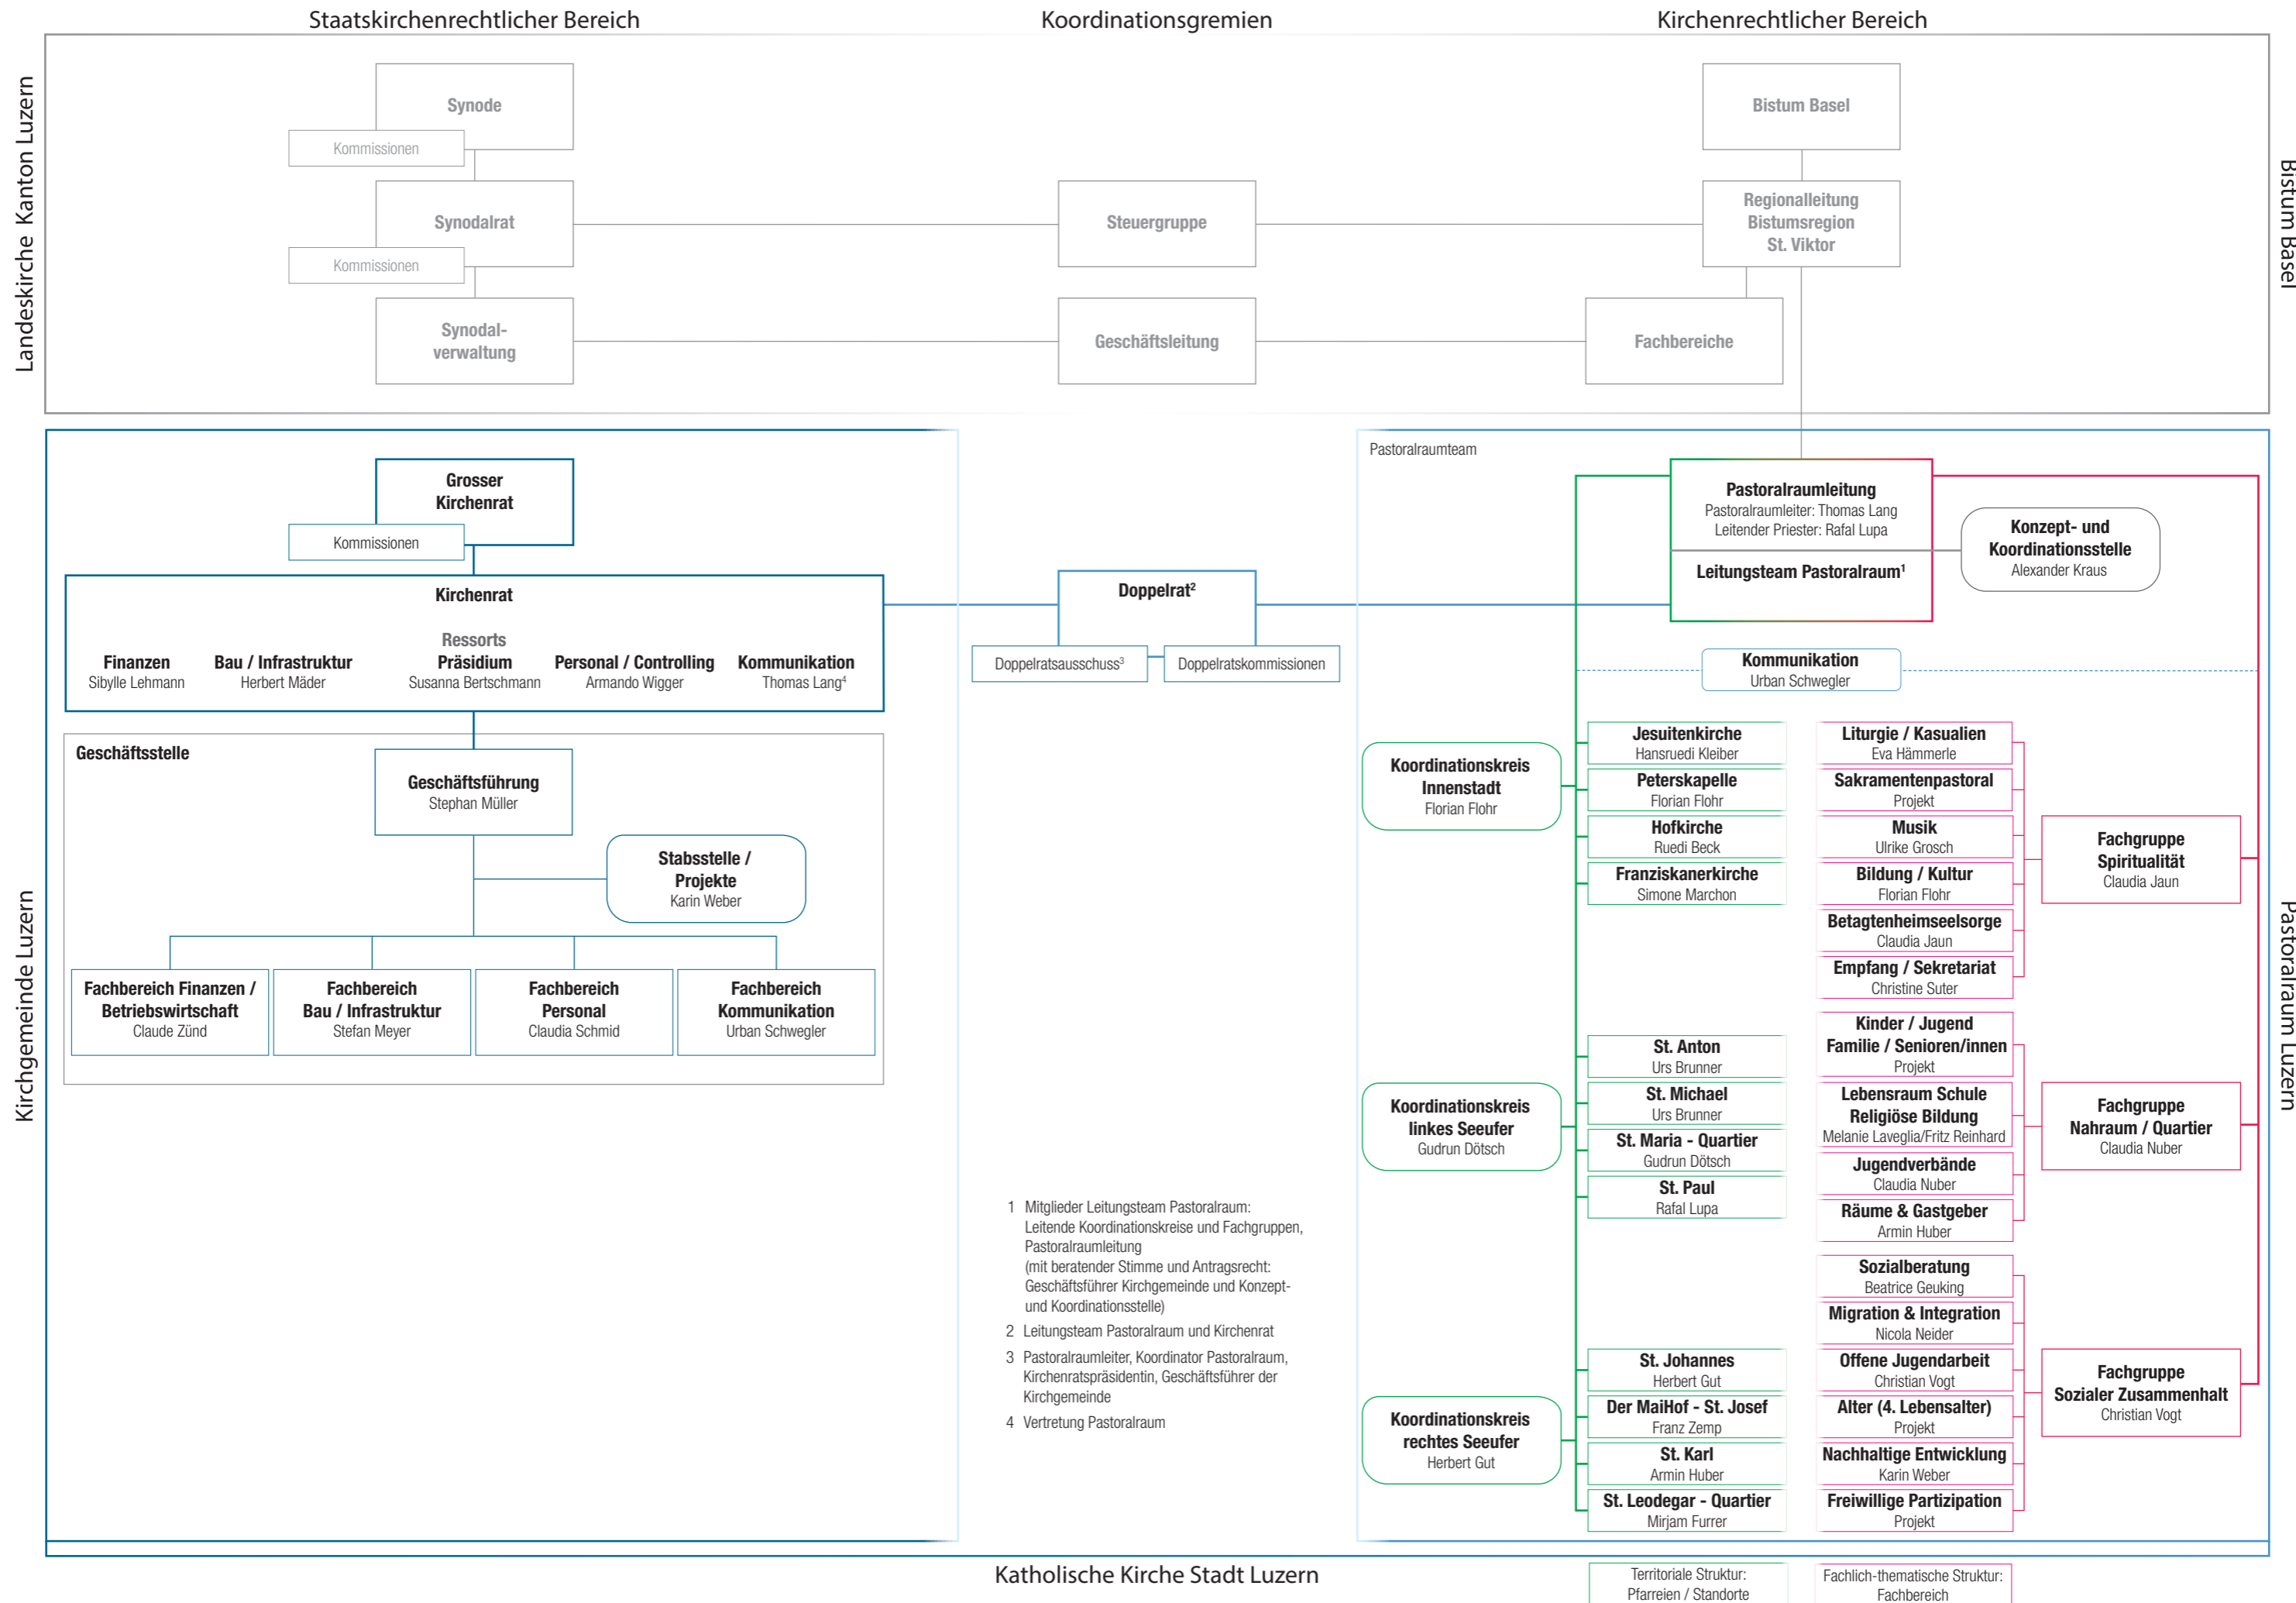 Staatskirchenrechtlicher Bereich
Koordinationsgremien
Kirchenrechtlicher Bereich
Landeskirche Kanton Luzern
Bistum Basel
Synode
Kommissionen
Synodalrat
Kommissionen
Synodal-
verwaltung
Steuergruppe
Geschäftsleitung
Bistum Basel
Regionalleitung
Bistumsregion
St. Viktor
Fachbereiche
Kirchgemeinde Luzern
Pastoralraum Luzern
Grosser
Kirchenrat
Kommissionen
Kirchenrat
Ressorts
Finanzen
Sibylle Lehmann
Bau / Infrastruktur
Herbert Mäder
Präsidium
Susanna Bertschmann
Personal / Controlling
Armando Wigger
Kommunikation
Thomas Lang4
Geschäftsstelle
Geschäftsführung
Stephan Müller
Stabsstelle /
Projekte
Karin Weber
Fachbereich Finanzen /
Betriebswirtschaft
Claude Zünd
Fachbereich
Bau / Infrastruktur
Stefan Meyer
Fachbereich
Personal
Claudia Schmid
Fachbereich
Kommunikation
Urban Schwegler
Doppelrat2
Doppelratsausschuss3
Doppelratskommissionen
1 Mitglieder Leitungsteam Pastoralraum:
Leitende Koordinationskreise und Fachgruppen,
Pastoralraumleitung
(mit beratender Stimme und Antragsrecht:
Geschäftsführer Kirchgemeinde und Konzept-
und Koordinationsstelle)
2 Leitungsteam Pastoralraum und Kirchenrat
3 Pastoralraumleiter, Koordinator Pastoralraum,
Kirchenratspräsidentin, Geschäftsführer der
Kirchgemeinde
4 Vertretung Pastoralraum
Pastoralraumteam
Pastoralraumleitung
Pastoralraumleiter: Thomas Lang
Leitender Priester: Rafal Lupa
Leitungsteam Pastoralraum1
Konzept- und
Koordinationsstelle
Alexander Kraus
Kommunikation
Urban Schwegler
Koordinationskreis
Innenstadt
Florian Flohr
Jesuitenkirche
Hansruedi Kleiber
Peterskapelle
Florian Flohr
Hofkirche
Ruedi Beck
Franziskanerkirche
Simone Marchon
Liturgie / Kasualien
Eva Hämmerle
Sakramentenpastoral
Projekt
Musik
Ulrike Grosch
Bildung / Kultur
Florian Flohr
Betagtenheimseelsorge
Claudia Jaun
Empfang / Sekretariat
Christine Suter
Fachgruppe
Spiritualität
Claudia Jaun
Koordinationskreis
linkes Seeufer
Gudrun Dötsch
St. Anton
Urs Brunner
St. Michael
Urs Brunner
St. Maria - Quartier
Gudrun Dötsch
St. Paul
Rafal Lupa
Kinder / Jugend
Familie / Senioren/innen
Projekt
Lebensraum Schule
Religiöse Bildung
Melanie Laveglia/Fritz Reinhard
Jugendverbände
Claudia Nuber
Räume & Gastgeber
Armin Huber
Fachgruppe
Nahraum / Quartier
Claudia Nuber
Koordinationskreis
rechtes Seeufer
Herbert Gut
St. Johannes
Herbert Gut
Der MaiHof - St. Josef
Franz Zemp
St. Karl
Armin Huber
St. Leodegar - Quartier
Mirjam Furrer
Sozialberatung
Beatrice Geuking
Migration & Integration
Nicola Neider
Offene Jugendarbeit
Christian Vogt
Alter (4. Lebensalter)
Projekt
Nachhaltige Entwicklung
Karin Weber
Freiwillige Partizipation
Projekt
Fachgruppe
Sozialer Zusammenhalt
Christian Vogt
Katholische Kirche Stadt Luzern
Territoriale Struktur:
Pfarreien / Standorte
Fachlich-thematische Struktur:
Fachbereich